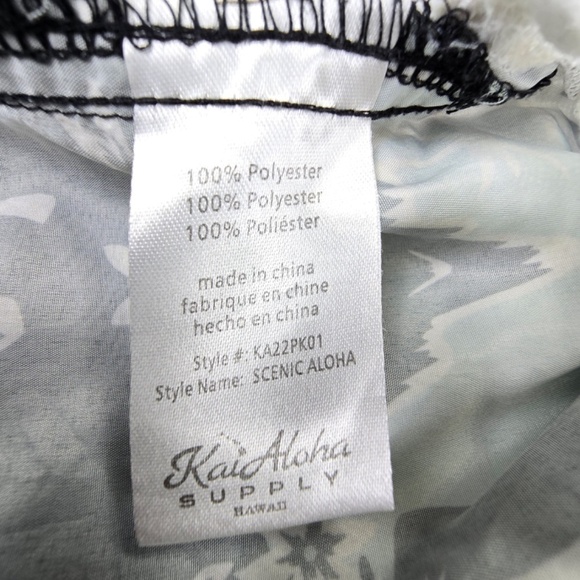 100% Polyester
100% Polyester
100% Poliéster
made in china
fabrique en chine
hecho en china
Style #: KA22PK01
Style Name: SCENIC ALOHA
Kai Aloha
SUPPLY
HAWAII